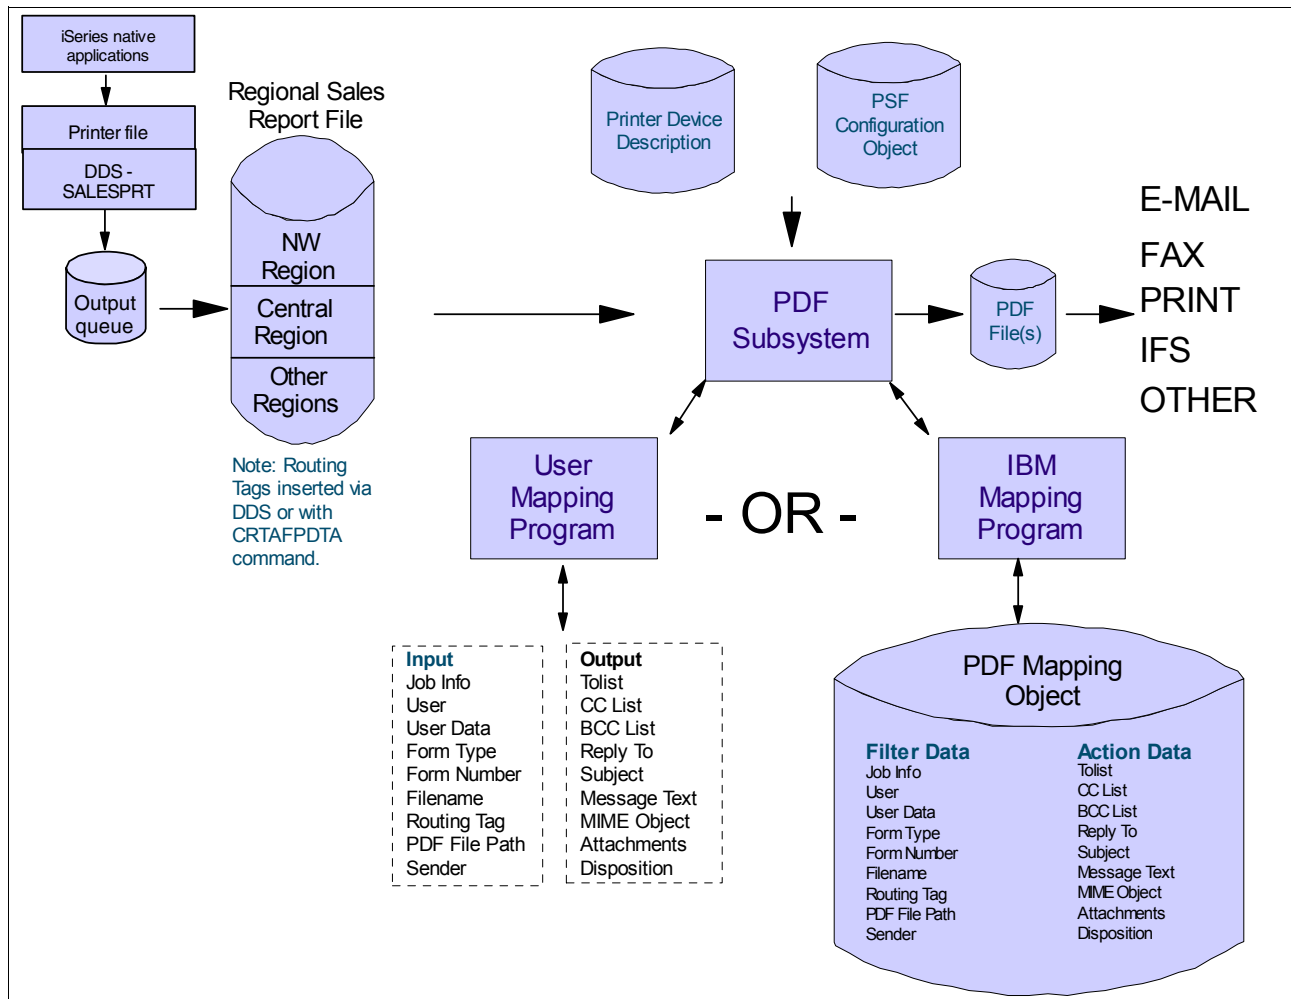 iSeries native
applications
Printer file
DDS -
SALESPRT
Output
queue
Regional Sales
Report File
NW
Region
Central
Region
Other
Regions
Note: Routing
Tags inserted via
DDS or with
CRTAFPDTA
command.
Printer Device
Description
PSF
Configuration
Object
PDF
Subsystem
PDF
File(s)
E-MAIL
FAX
PRINT
IFS
OTHER
User
Mapping
Program
- OR -
IBM
Mapping
Program
Input
Job Info
User
User Data
Form Type
Form Number
Filename
Routing Tag
PDF File Path
Sender
Output
Tolist
CC List
BCC List
Reply To
Subject
Message Text
MIME Object
Attachments
Disposition
PDF Mapping
Object
Filter Data
Job Info
User
User Data
Form Type
Form Number
Filename
Routing Tag
PDF File Path
Sender
Action Data
Tolist
CC List
BCC List
Reply To
Subject
Message Text
MIME Object
Attachments
Disposition